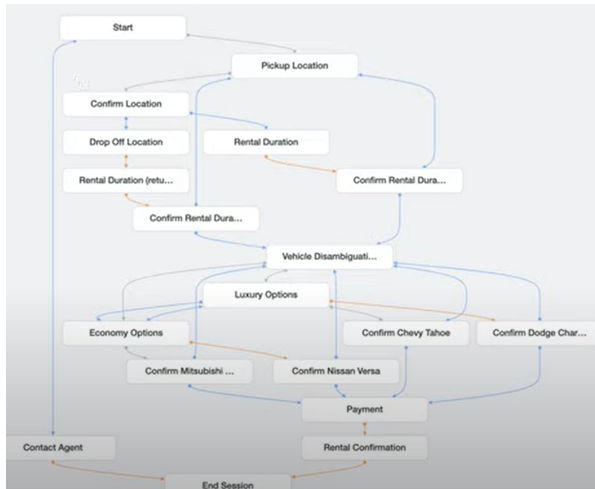 Start
Pickup Location
Confirm Location
Drop Off Location
Rental Duration
Rental Duration (retu...
Confirm Rental Dura...
Confirm Rental Dura...
Vehicle Disambiguati...
Luxury Options
Economy Options
Confirm Chevy Tahoe
Confirm Dodge Char...
Confirm Mitsubishi ...
Confirm Nissan Versa
Payment
Contact Agent
Rental Confirmation
End Session